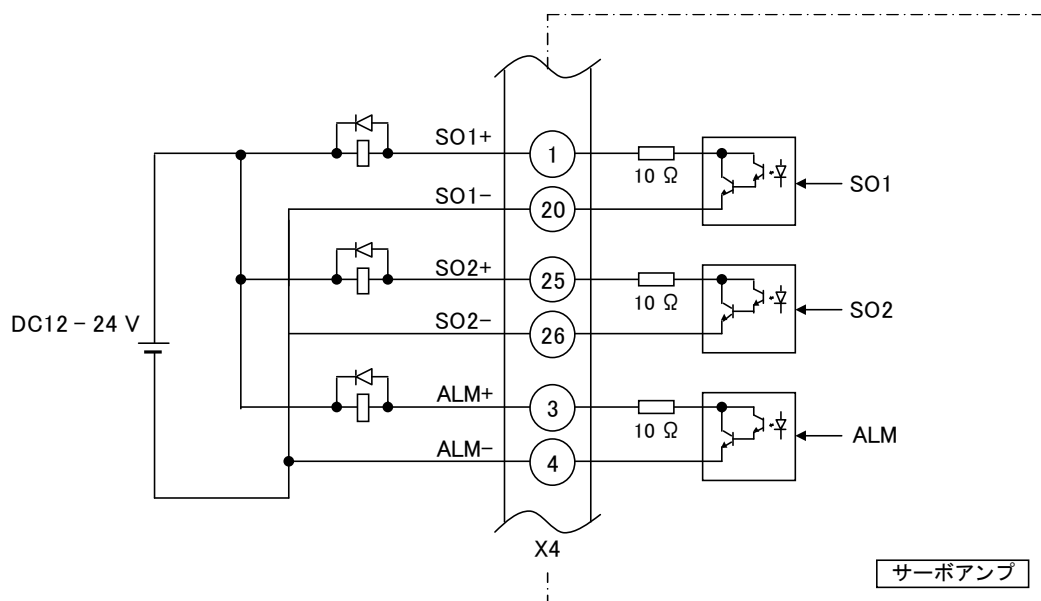 SO1+
1
10 Ω
SO1
SO1−
20
SO2+
25
10 Ω
SO2
SO2−
26
DC12 − 24 V
ALM+
3
10 Ω
ALM
ALM−
4
X4
サーボアンプ